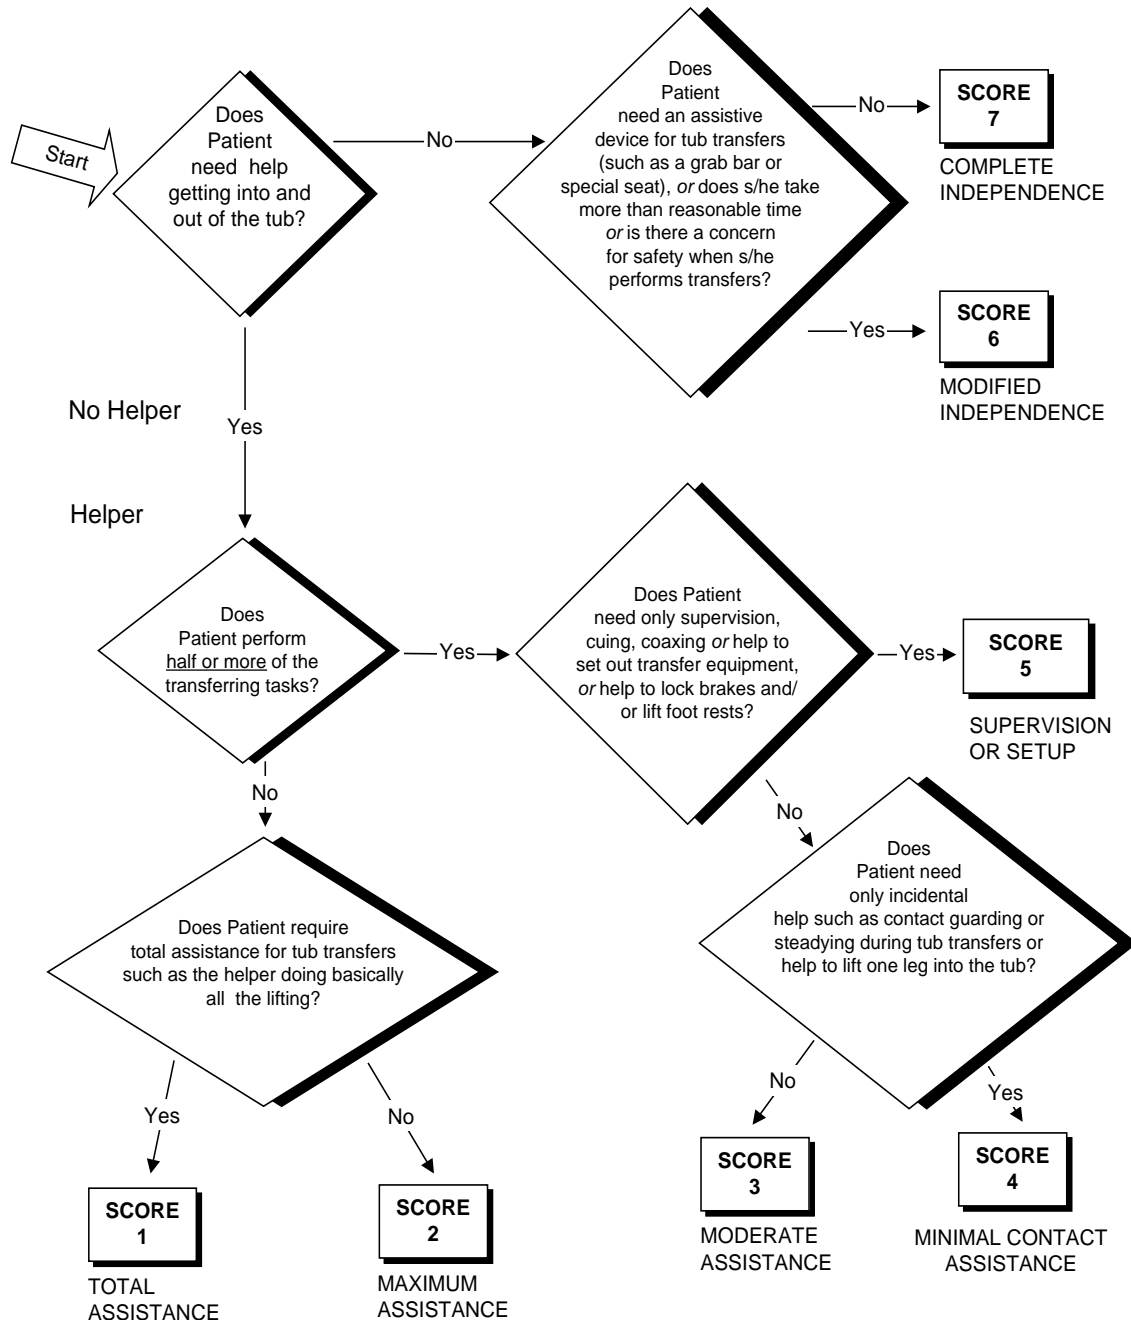 Start
Does
Patient
need help
getting into and
out of the tub?
No
Does
Patient
need an assistive
device for tub transfers
(such as a grab bar or
special seat), or does s/he take
more than reasonable time
or is there a concern
for safety when s/he
performs transfers?
No
SCORE
7
COMPLETE
INDEPENDENCE
Yes
SCORE
6
MODIFIED
INDEPENDENCE
No Helper
Yes
Helper
Does
Patient perform
half or more of the
transferring tasks?
Yes
Does Patient
need only supervision,
cuing, coaxing or help to
set out transfer equipment,
or help to lock brakes and/
or lift foot rests?
Yes
SCORE
5
SUPERVISION
OR SETUP
No
No
Does Patient require
total assistance for tub transfers
such as the helper doing basically
all the lifting?
Does
Patient need
only incidental
help such as contact guarding or
steadying during tub transfers or
help to lift one leg into the tub?
Yes
No
No
Yes
SCORE
1
TOTAL
ASSISTANCE
SCORE
2
MAXIMUM
ASSISTANCE
SCORE
3
MODERATE
ASSISTANCE
SCORE
4
MINIMAL CONTACT
ASSISTANCE